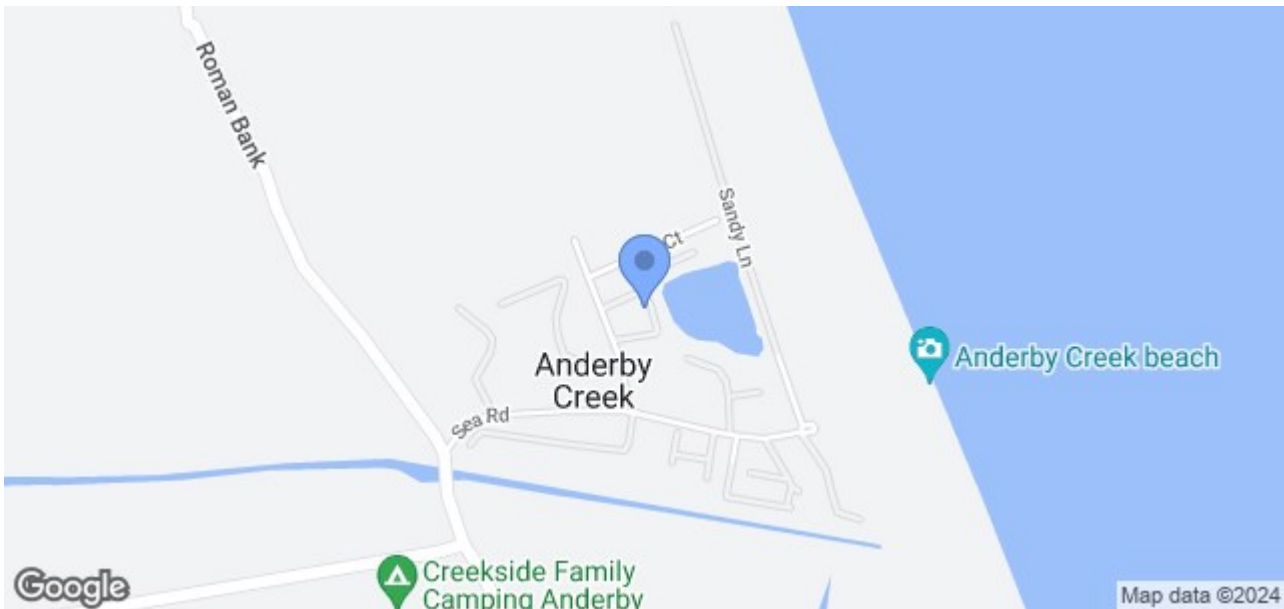 Roman Bank
Ct
Sandy Ln
Anderby Creek beach
Anderby
Creek
Sea Rd
Creekside Family
Camping Anderby
Google
Map data ©2024